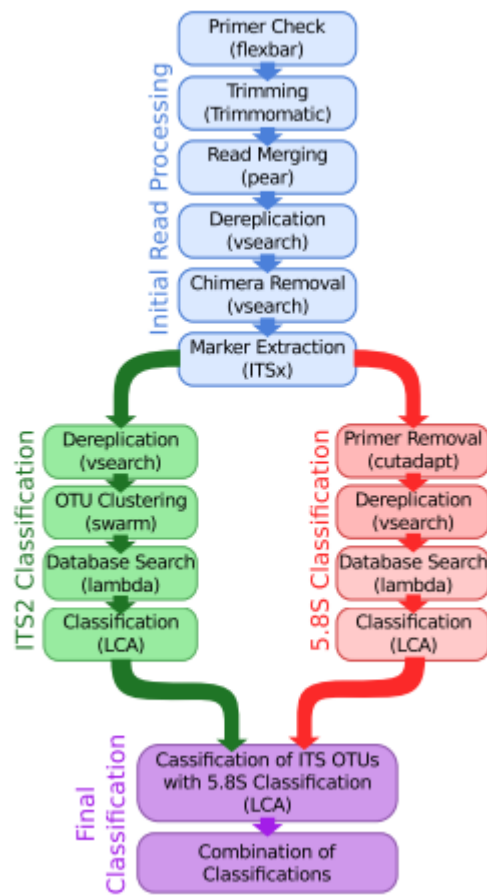 Initial Read Processing
Primer Check
(flexbar)
Trimming
(Trimmomatic)
Read Merging
(pear)
Dereplication
(vsearch)
Chimera Removal
(vsearch)
Marker Extraction
(ITSx)
ITS2 Classification
Dereplication
(vsearch)
OTU Clustering
(swarm)
Database Search
(lambda)
Classification
(LCA)
5.8S Classification
Primer Removal
(cutadapt)
Dereplication
(vsearch)
Database Search
(lambda)
Classification
(LCA)
Final
Classification
Cassification of ITS OTUs
with 5.8S Classification
(LCA)
Combination of
Classifications